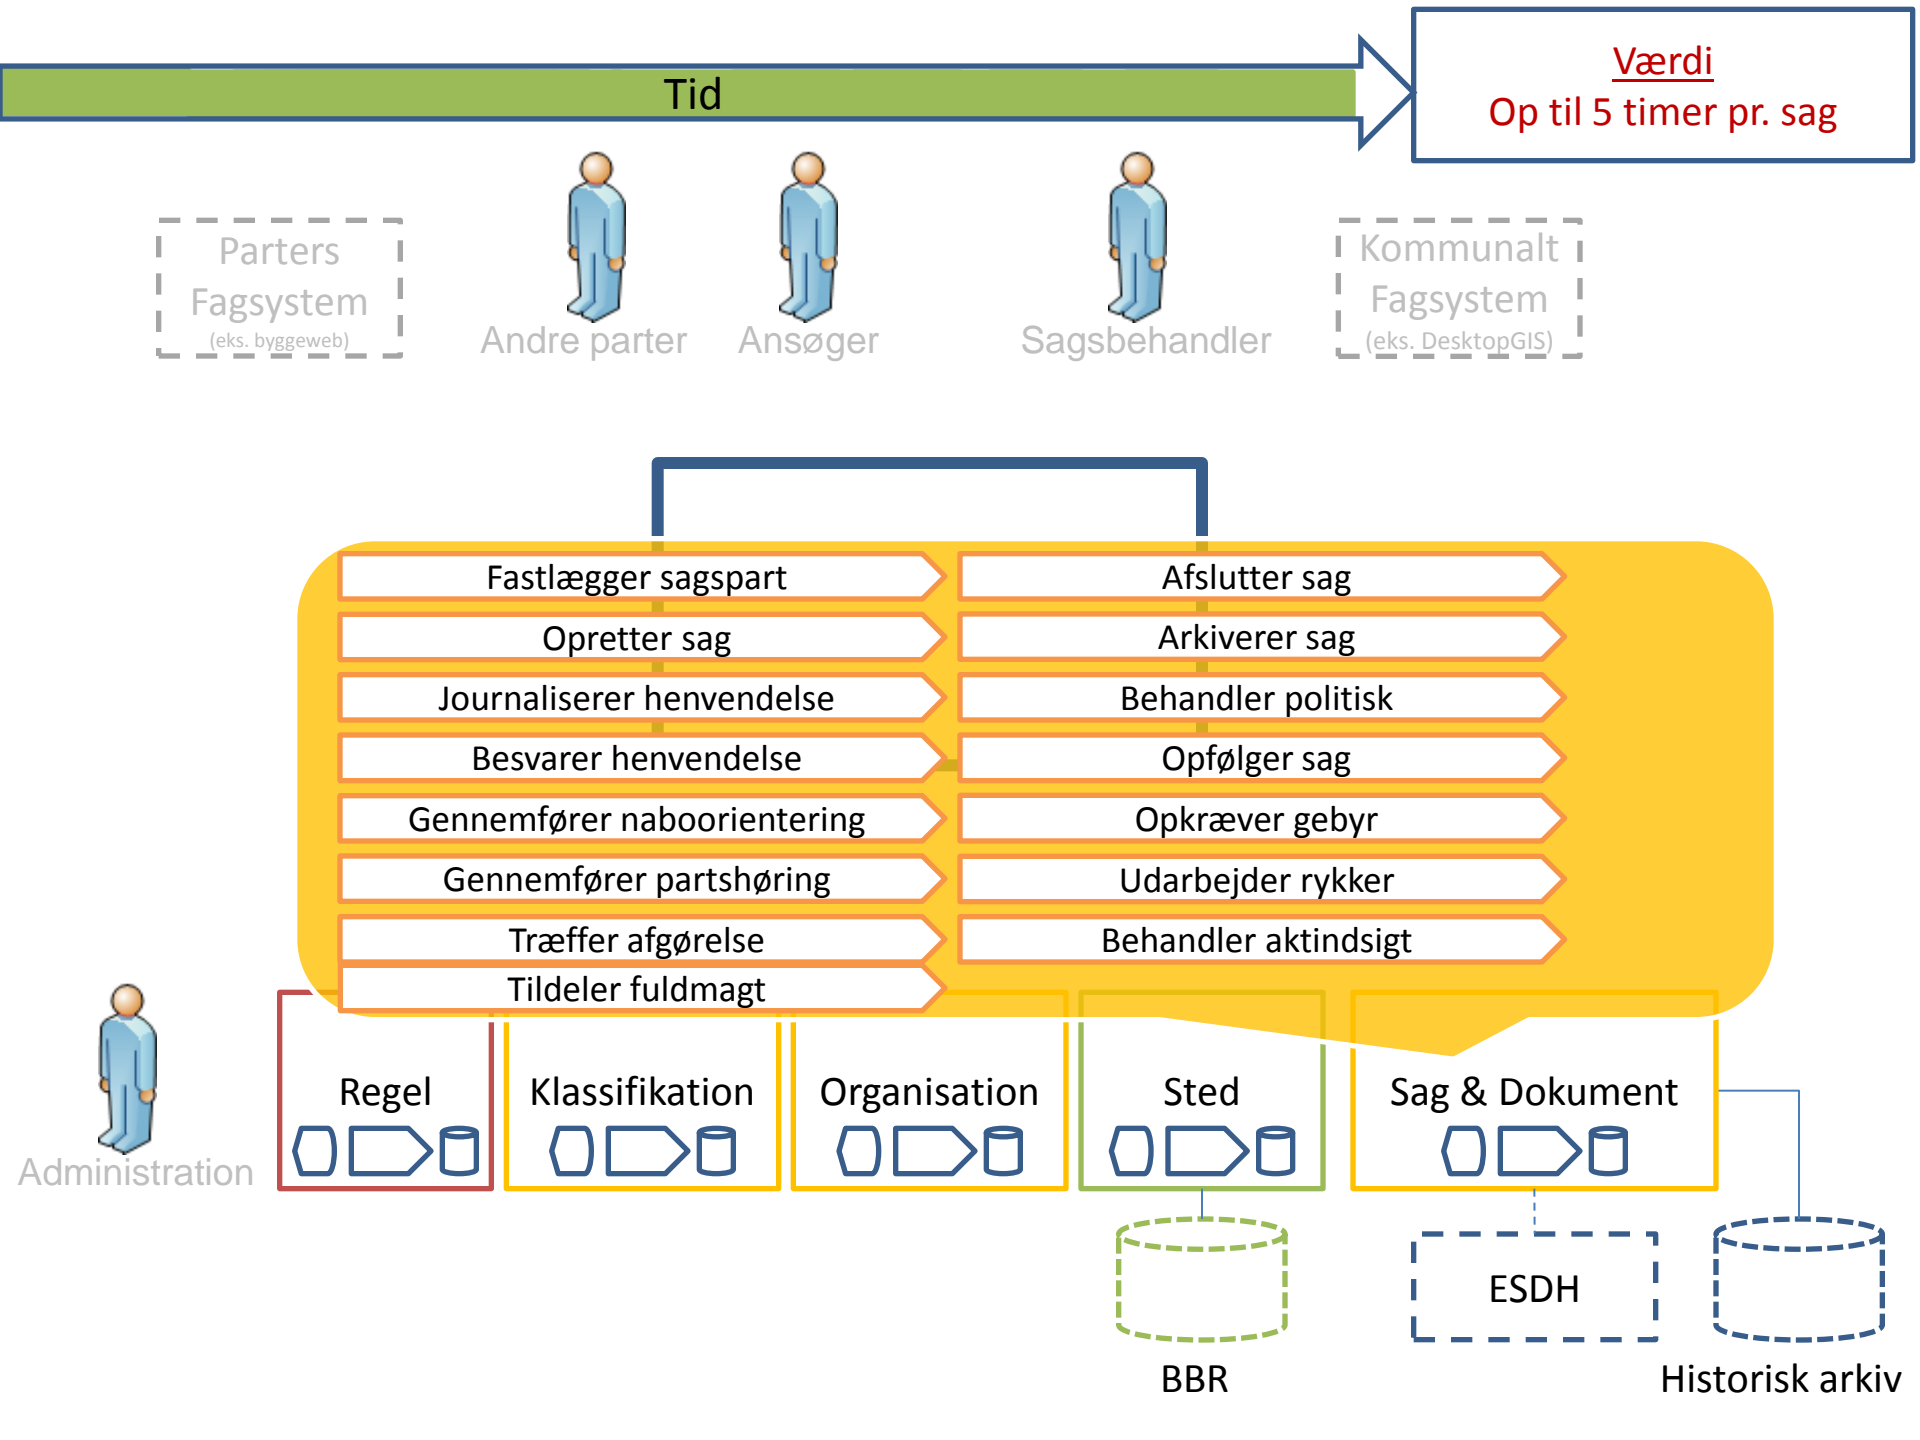 Tid
Værdi
Op til 5 timer pr. sag
Parters
Fagsystem
(eks. byggeweb)
Andre parter
Ansøger
Sagsbehandler
Kommunalt
Fagsystem
(eks. DesktopGIS)
Fastlægger sagspart
Opretter sag
Journaliserer henvendelse
Besvarer henvendelse
Gennemfører naboorientering
Gennemfører partshøring
Træffer afgørelse
Tildeler fuldmagt
Afslutter sag
Arkiverer sag
Behandler politisk
Opfølger sag
Opkræver gebyr
Udarbejder rykker
Behandler aktindsigt
Administration
Regel
Klassifikation
Organisation
Sted
Sag & Dokument
BBR
ESDH
Historisk arkiv